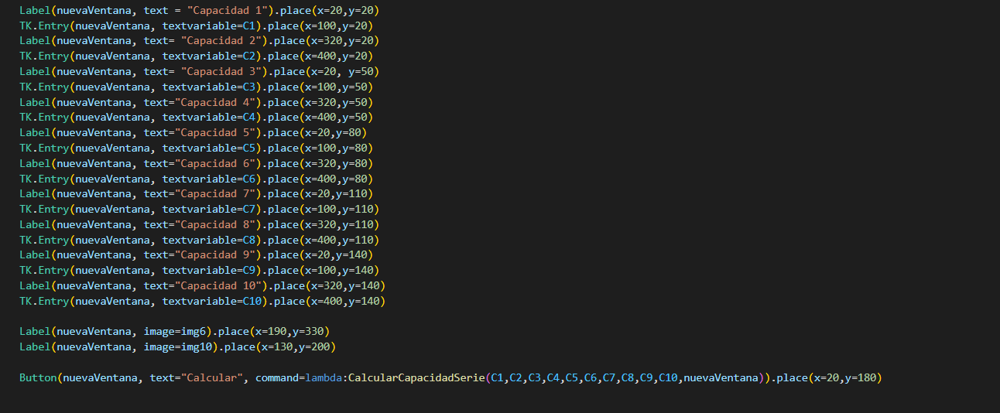 Label(nuevaVentana, text = "Capacidad 1").place(x=20,y=20)
TK.Entry(nuevaVentana, textvariable=C1).place(x=100,y=20)
Label(nuevaVentana, text= "Capacidad 2").place(x=320,y=20)
TK.Entry(nuevaVentana, textvariable=C2).place(x=400,y=20)
Label(nuevaVentana, text= "Capacidad 3").place(x=20, y=50)
TK.Entry(nuevaVentana, textvariable=C3).place(x=100,y=50)
Label(nuevaVentana, text="Capacidad 4").place(x=320,y=50)
TK.Entry(nuevaVentana, textvariable=C4).place(x=400,y=50)
Label(nuevaVentana, text="Capacidad 5").place(x=20,y=80)
TK.Entry(nuevaVentana, textvariable=C5).place(x=100,y=80)
Label(nuevaVentana, text="Capacidad 6").place(x=320,y=80)
TK.Entry(nuevaVentana, textvariable=C6).place(x=400,y=80)
Label(nuevaVentana, text="Capacidad 7").place(x=20,y=110)
TK.Entry(nuevaVentana, textvariable=C7).place(x=100,y=110)
Label(nuevaVentana, text="Capacidad 8").place(x=320,y=110)
TK.Entry(nuevaVentana, textvariable=C8).place(x=400,y=110)
Label(nuevaVentana, text="Capacidad 9").place(x=20,y=140)
TK.Entry(nuevaVentana, textvariable=C9).place(x=100,y=140)
Label(nuevaVentana, text="Capacidad 10").place(x=320,y=140)
TK.Entry(nuevaVentana, textvariable=C10).place(x=400,y=140)
Label(nuevaVentana, image=img6).place(x=190,y=330)
Label(nuevaVentana, image=img10).place(x=130,y=200)
Button(nuevaVentana, text="Calcular", command=lambda:CalcularCapacidadSerie(C1,C2,C3,C4,C5,C6,C7,C8,C9,C10,nuevaVentana)).place(x=20,y=180)